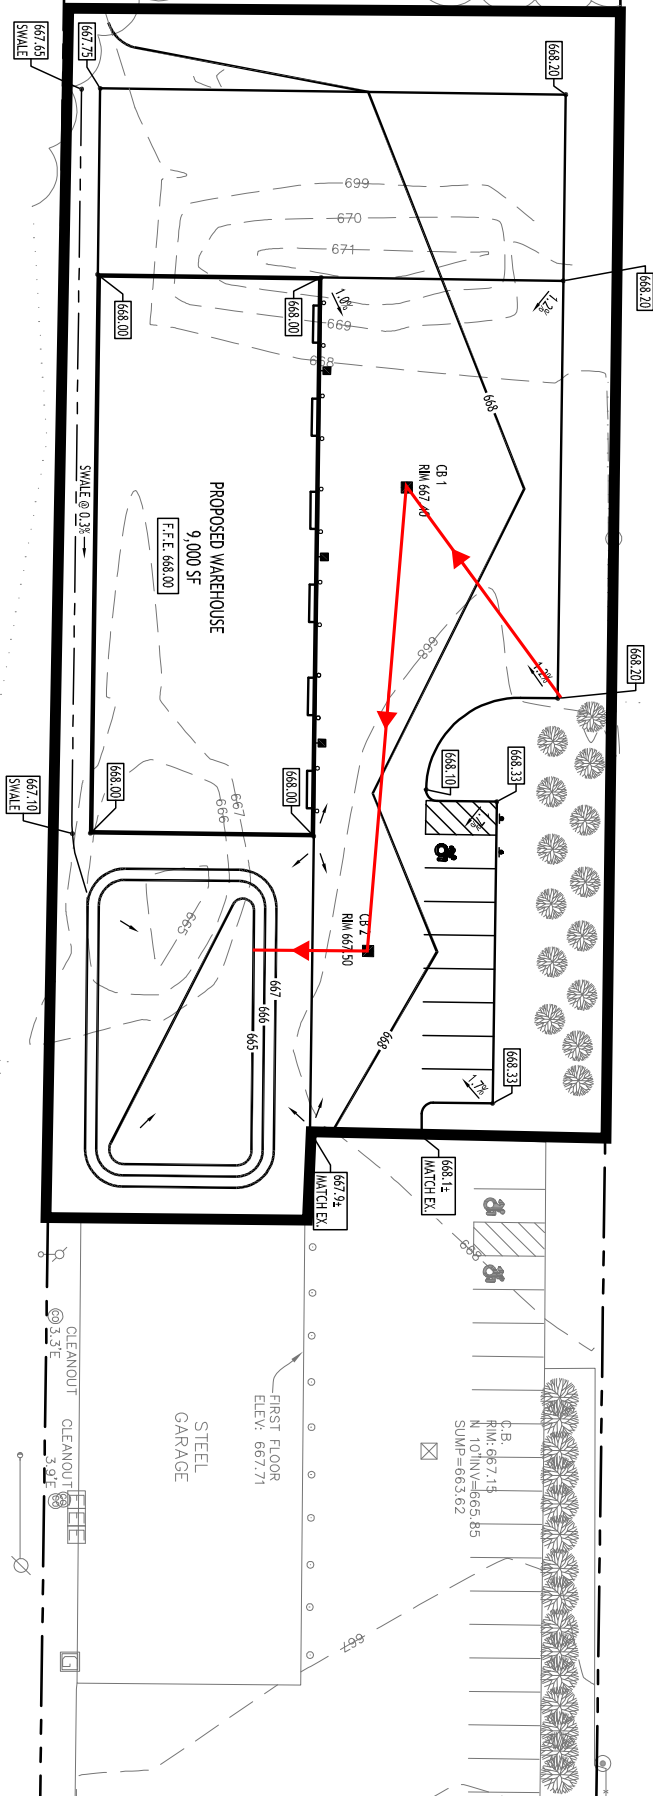 667.65
SWALE
667.75
668.20
699
670
671
668.20
668.00
668.00
1.0%
1.2%
669
668
668
CB 1
RIM 667.40
SWALE @ 0.3%
PROPOSED WAREHOUSE
9,000 SF
F.F.E. 668.00
668
1.2%
668.20
667.10
SWALE
668.00
668.00
668.10
668.33
667
666
665
CB 2
RIM 667.50
667
666
665
668
668.33
1.7%
667.9±
MATCH EX.
668.1±
MATCH EX.
668
CLEANOUT
CO 3.3'E
FIRST FLOOR
ELEV: 667.71
STEEL
GARAGE
C.B.
RIM: 667.15
N 10"INV=665.85
SUMP=663.62
CLEANOUT
3.9'E
E
E
E
667
G